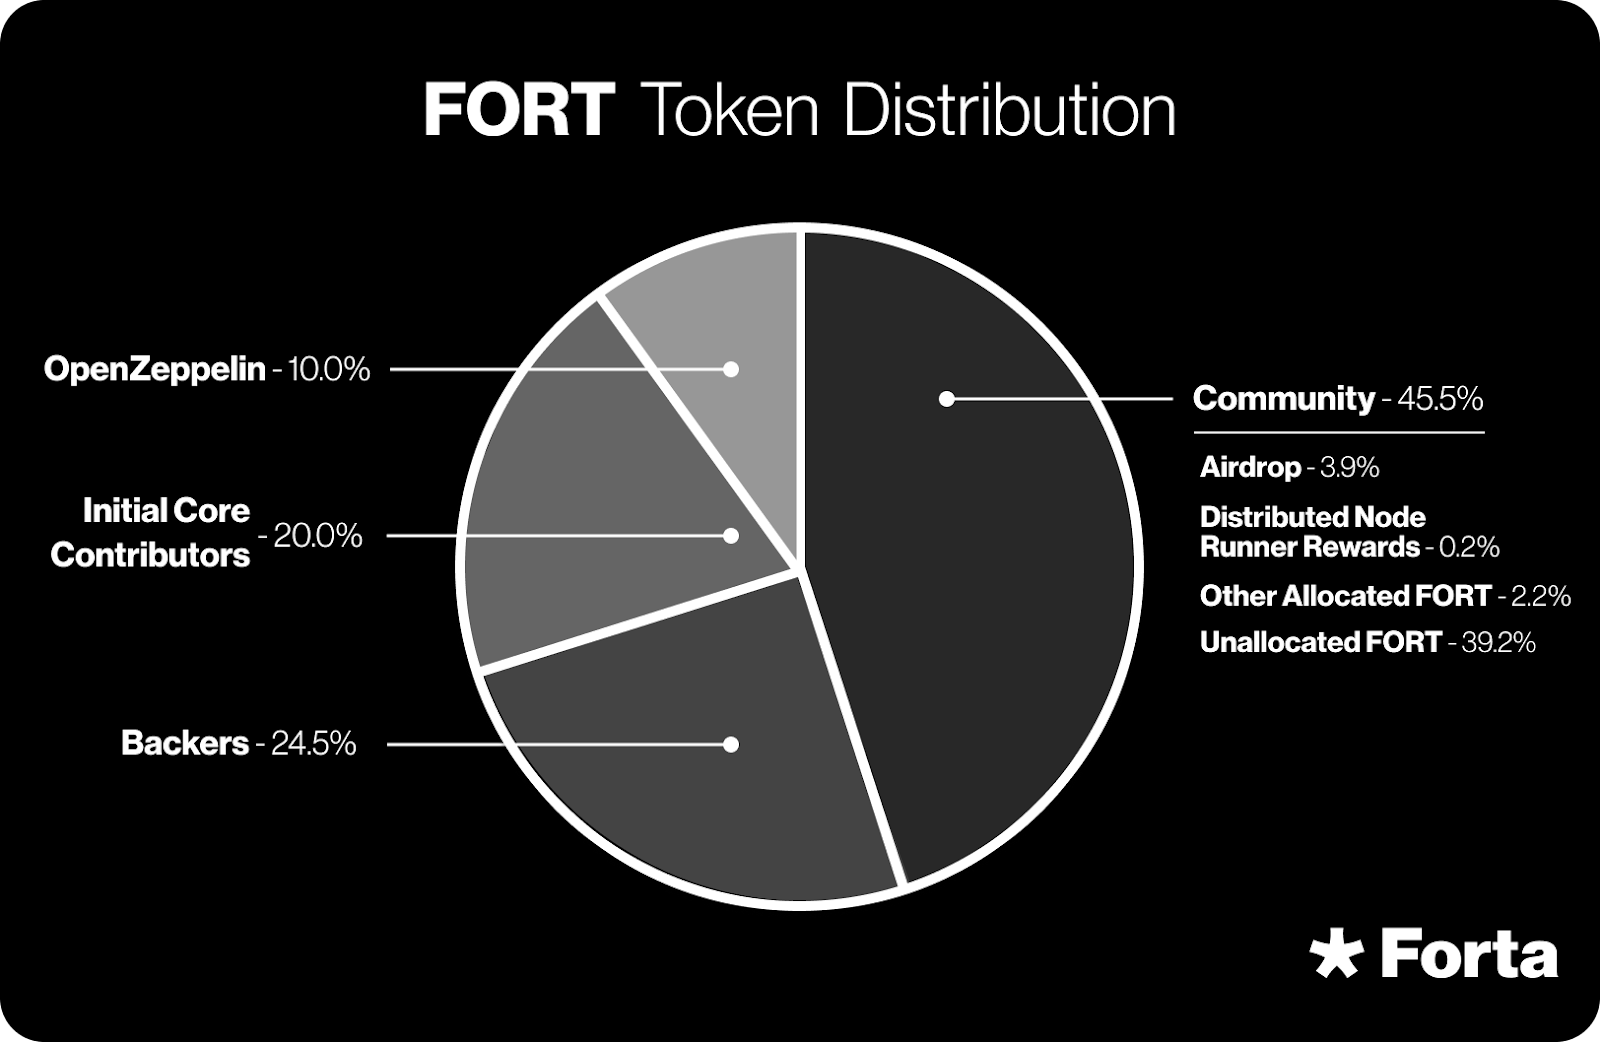 FORT Token Distribution
OpenZeppelin - 10.0%
Initial Core
Contributors - 20.0%
Backers - 24.5%
Community - 45.5%
Airdrop - 3.9%
Distributed Node
Runner Rewards - 0.2%
Other Allocated FORT - 2.2%
Unallocated FORT - 39.2%
Forta